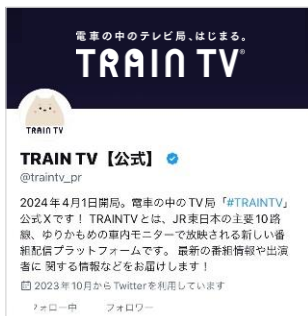 電車の中のテレビ局、はじまる。
TRAIN TV®
TRAIN TV
TRAIN TV【公式】
@traintv_pr
2024年4月1日開局。電車の中のTV局「#TRAINTV」
公式Xです！ TRAINTVとは、JR東日本の主要10路
線、ゆりかもめの車内モニターで放映される新しい番
組配信プラットフォームです。 最新の番組情報や出演
者に 関する情報などをお届けします！
2023年10月からTwitterを利用しています
フォロー中 フォロワー